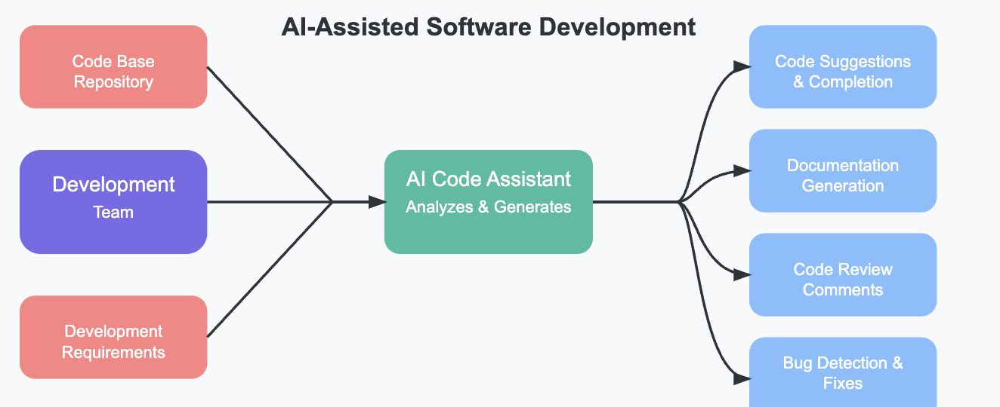 AI-Assisted Software Development
Code Base
Repository
Development
Team
Development
Requirements
AI Code Assistant
Analyzes & Generates
Code Suggestions
& Completion
Documentation
Generation
Code Review
Comments
Bug Detection &
Fixes